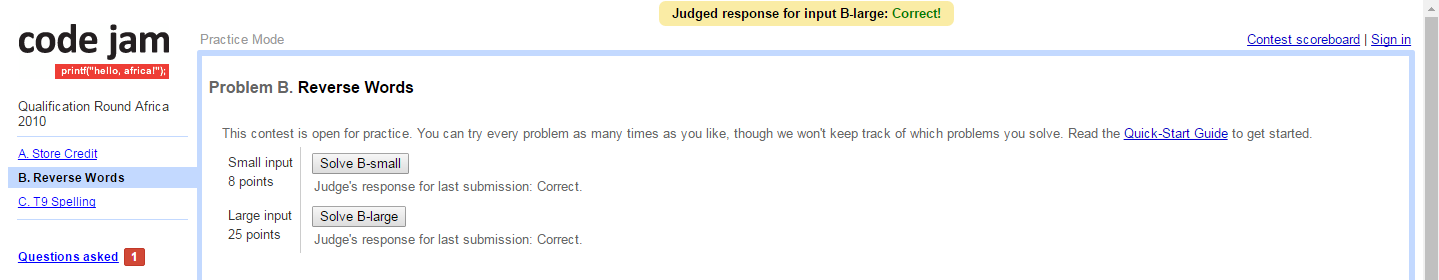 Judged response for input B-large: Correct!
code jam
printf("hello, africa!");
Practice Mode
Contest scoreboard | Sign in
Qualification Round Africa
2010
A. Store Credit
B. Reverse Words
C. T9 Spelling
Questions asked 1
Problem B. Reverse Words
This contest is open for practice. You can try every problem as many times as you like, though we won't keep track of which problems you solve. Read the Quick-Start Guide to get started.
Small input
8 points
Solve B-small
Judge's response for last submission: Correct.
Large input
25 points
Solve B-large
Judge's response for last submission: Correct.